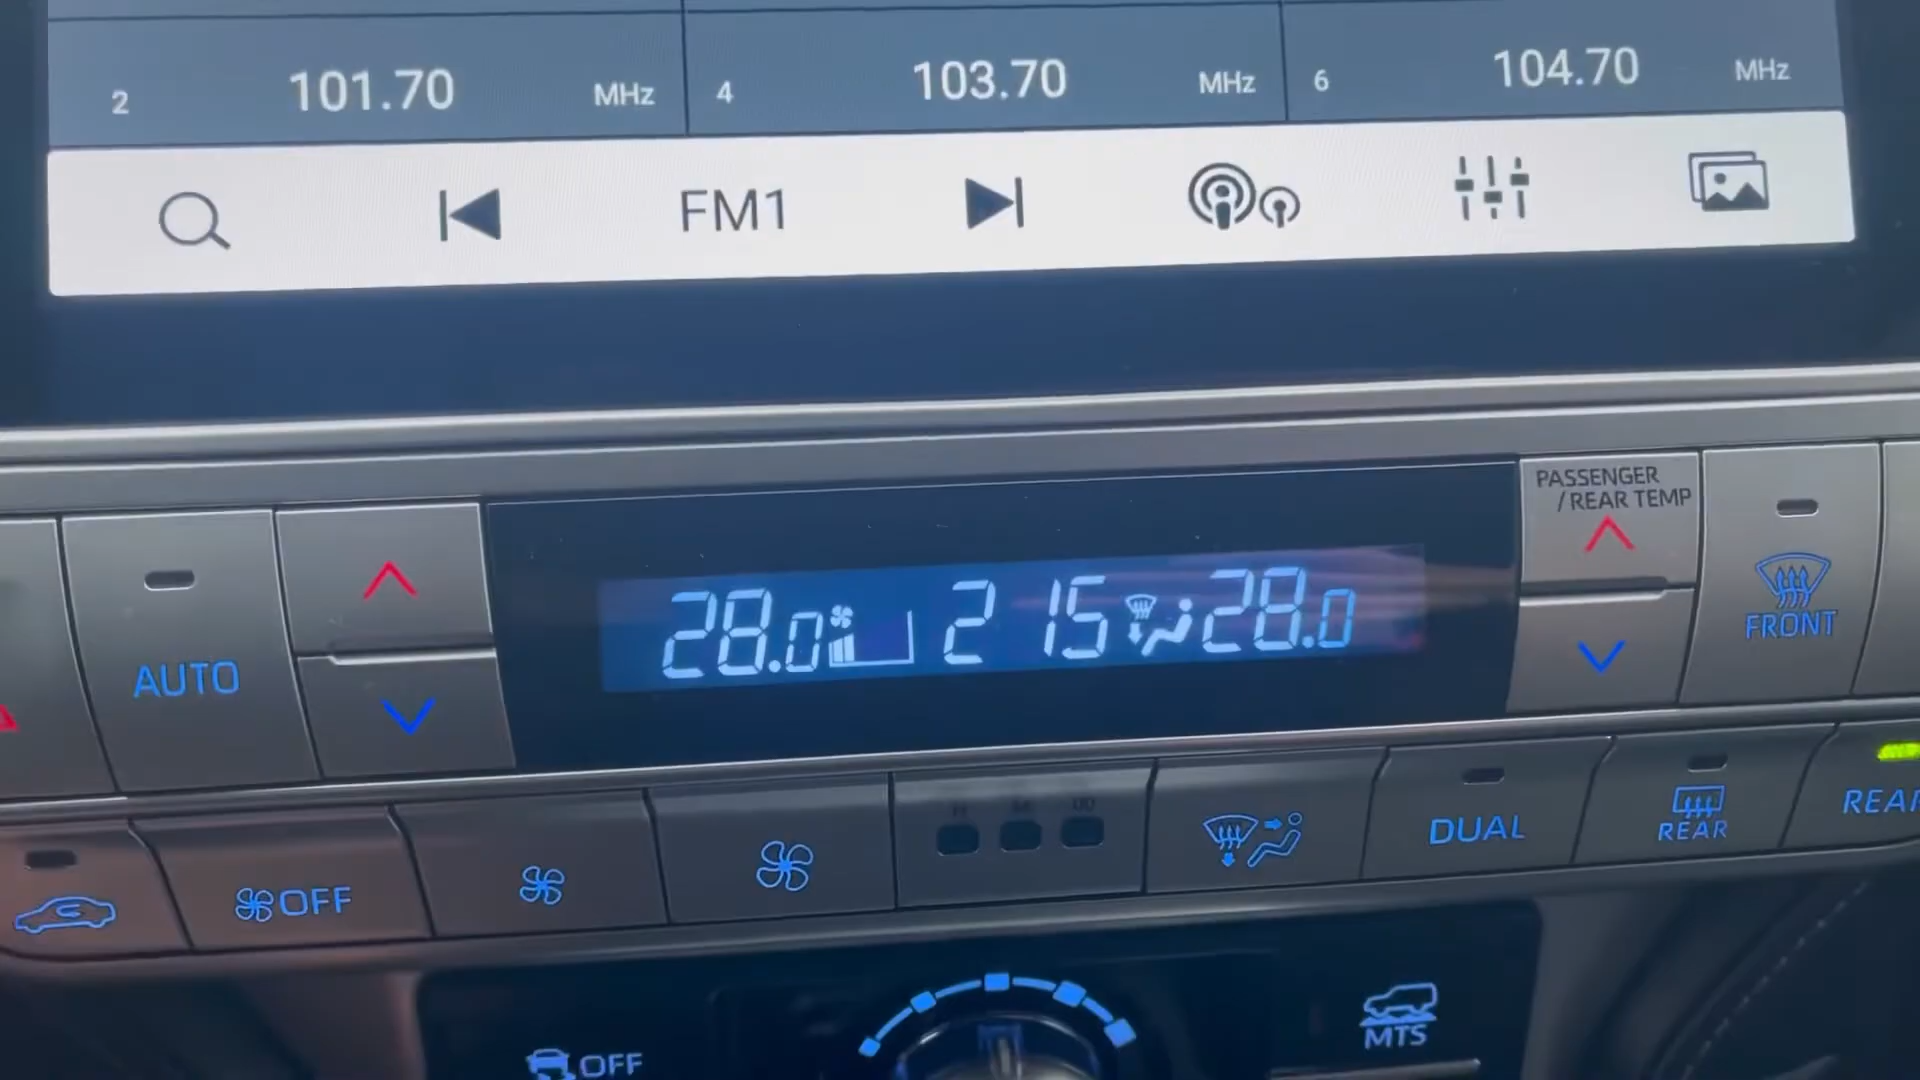 2 101.70 MHz 4 103.70 MHz 6 104.70 MHz
FM1
PASSENGER
/REAR TEMP
28.0 2 15 28.0
AUTO
FRONT
OFF
DUAL
REAR
REAR
OFF
MTS